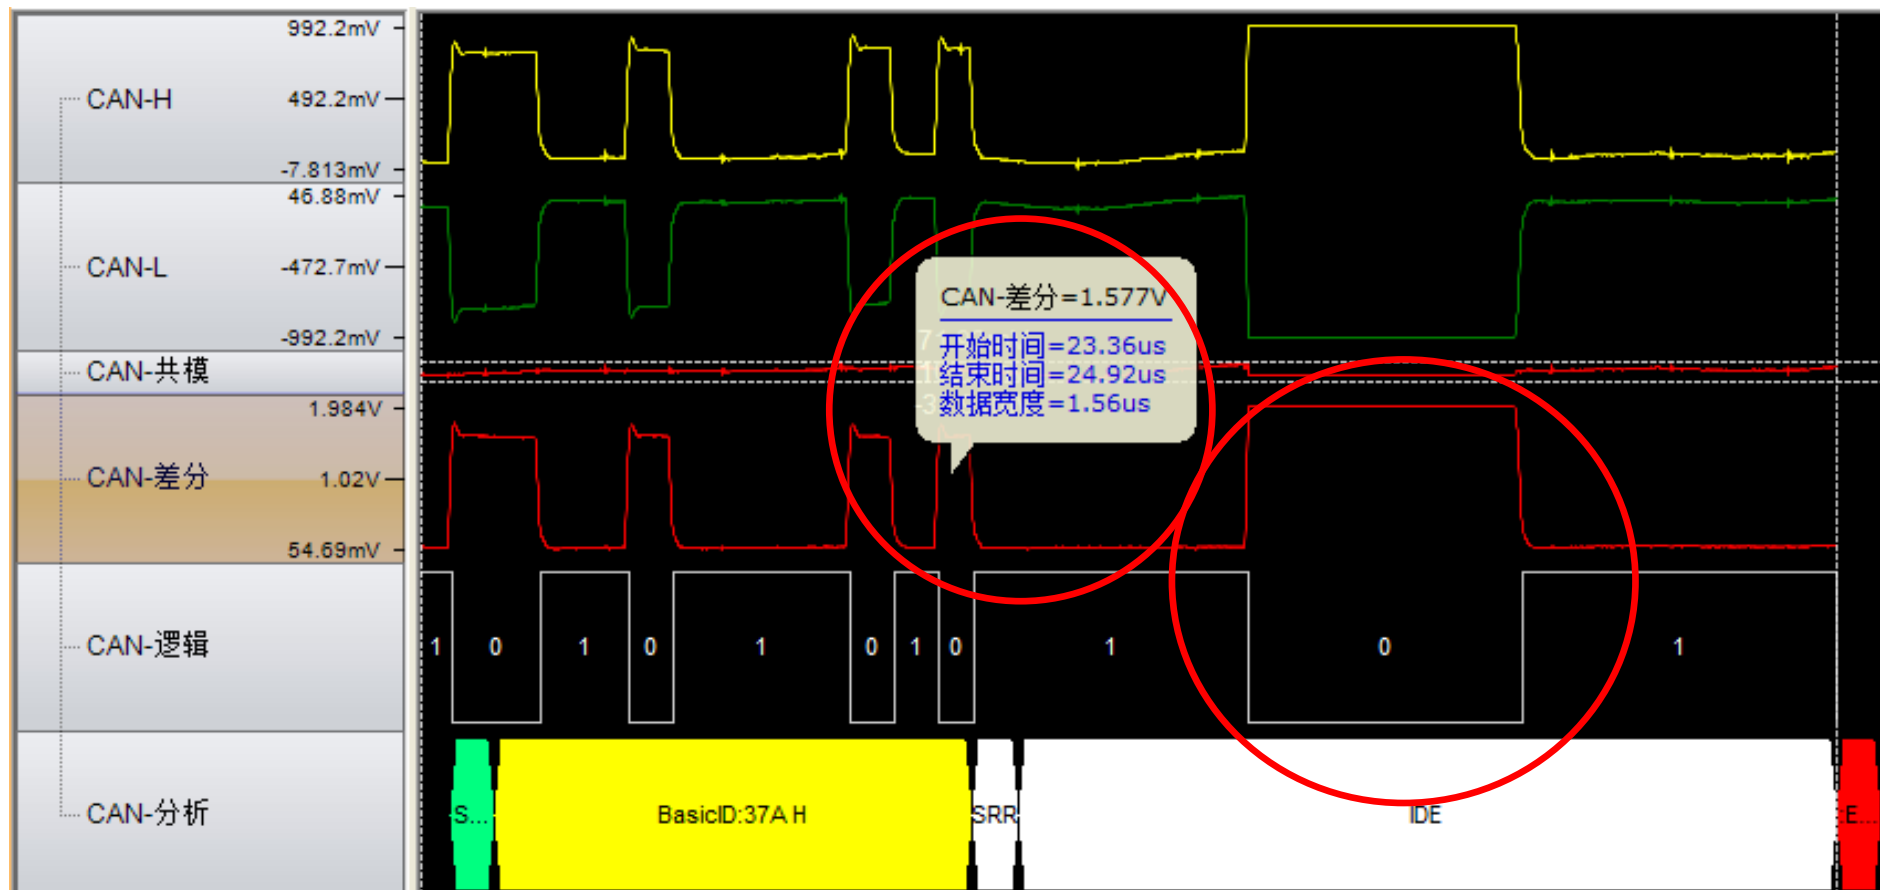 992.2mV
CAN-H
492.2mV
-7.813mV
46.88mV
CAN-L
-472.7mV
-992.2mV
CAN-共模
1.984V
CAN-差分
1.02V
54.69mV
CAN-差分=1.577V
开始时间=23.36us
结束时间=24.92us
数据宽度=1.56us
CAN-逻辑
1 0 1 0 1 0 1 0 1 0 1
CAN-分析
S... BasicID:37A H SRR IDE E...